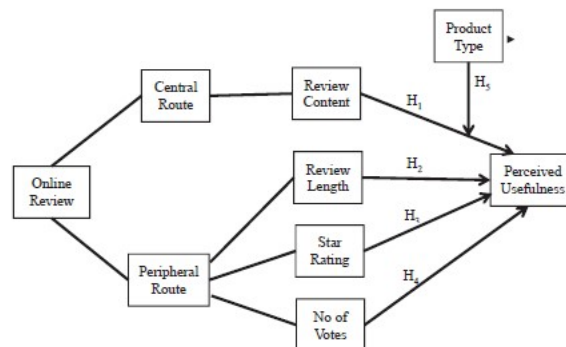 Product
Type
Central
Route
Review
Content
H1
H5
Online
Review
Review
Length
H2
Perceived
Usefulness
Star
Rating
H3
Peripheral
Route
H4
No of
Votes